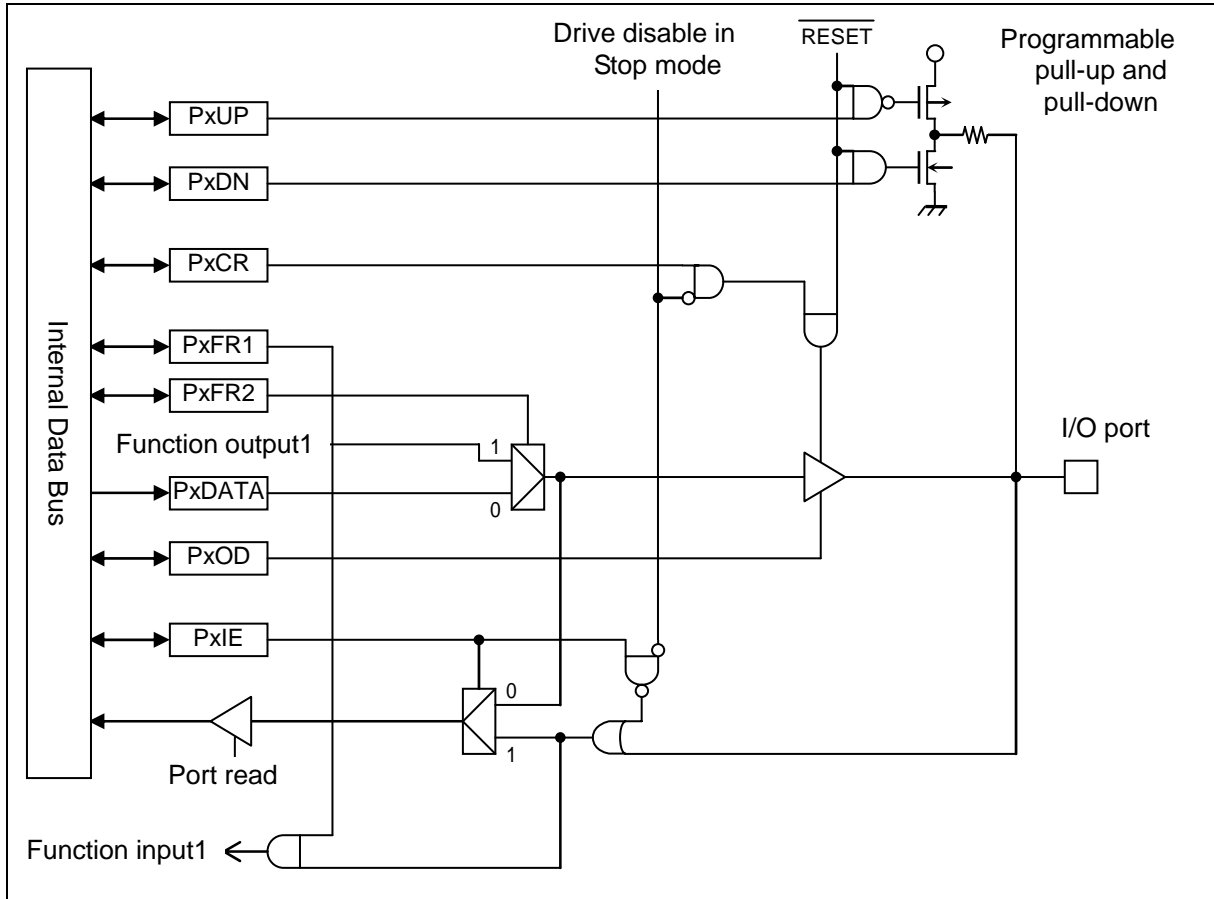 Drive disable in
Stop mode
RESET
Programmable
pull-up and
pull-down
PxUP
PxDN
PxCR
Internal Data Bus
PxFR1
PxFR2
Function output1
1
I/O port
PxDATA
0
PxOD
PxIE
0
1
Port read
Function input1